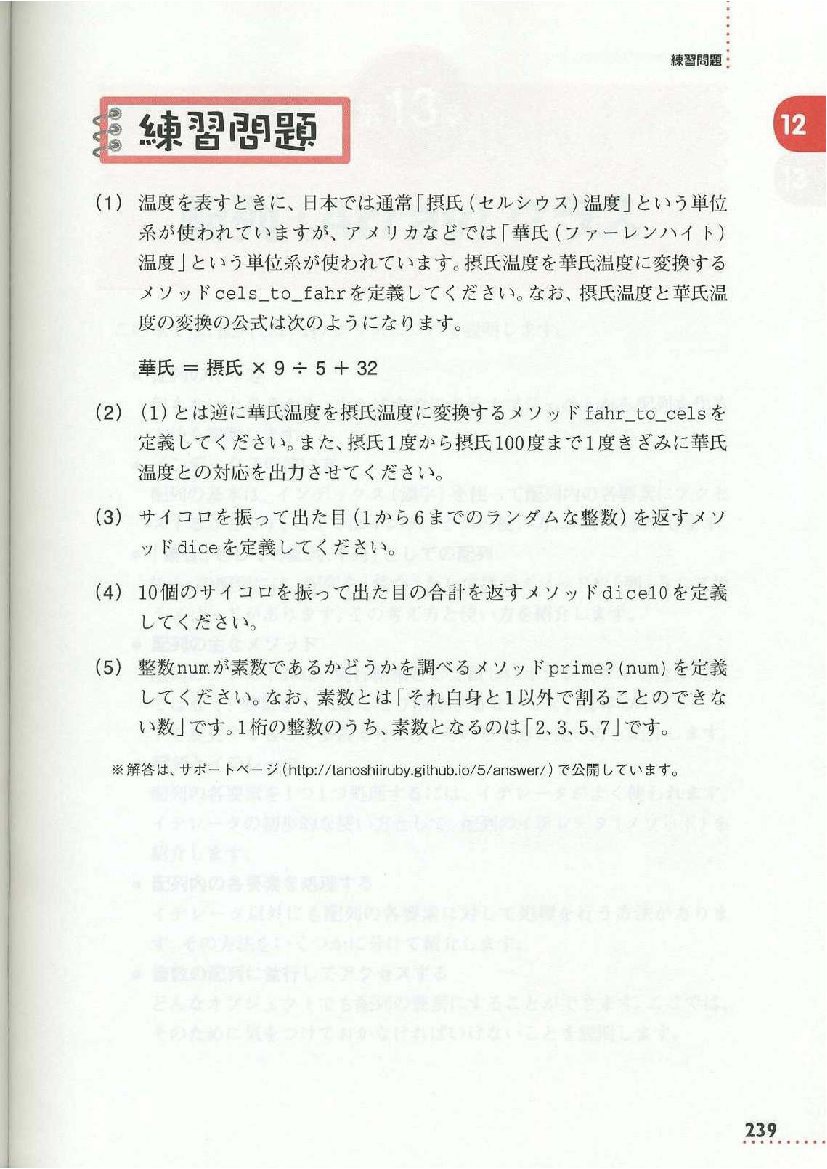 練習問題
12
練習問題
(1) 温度を表すときに、日本では通常「摂氏(セルシウス)温度」という単位
系が使われていますが、アメリカなどでは「華氏(ファーレンハイト)
温度」という単位系が使われています。摂氏温度を華氏温度に変換する
メソッドcels_to_fahrを定義してください。なお、摂氏温度と華氏温
度の変換の公式は次のようになります。
華氏 = 摂氏 × 9 ÷ 5 + 32
(2) (1)とは逆に華氏温度を摂氏温度に変換するメソッドfahr_to_celsを
定義してください。また、摂氏1度から摂氏100度まで1度きざみに華氏
温度との対応を出力させてください。
(3) サイコロを振って出た目(1から6までのランダムな整数)を返すメソ
ッドdiceを定義してください。
(4) 10個のサイコロを振って出た目の合計を返すメソッドdice10を定義
してください。
(5) 整数numが素数であるかどうかを調べるメソッドprime?(num)を定義
してください。なお、素数とは「それ自身と1以外で割ることのできな
い数」です。1桁の整数のうち、素数となるのは「2、3、5、7」です。
※解答は、サポートページ(http://tanoshiiruby.github.io/5/answer/)で公開しています。
239